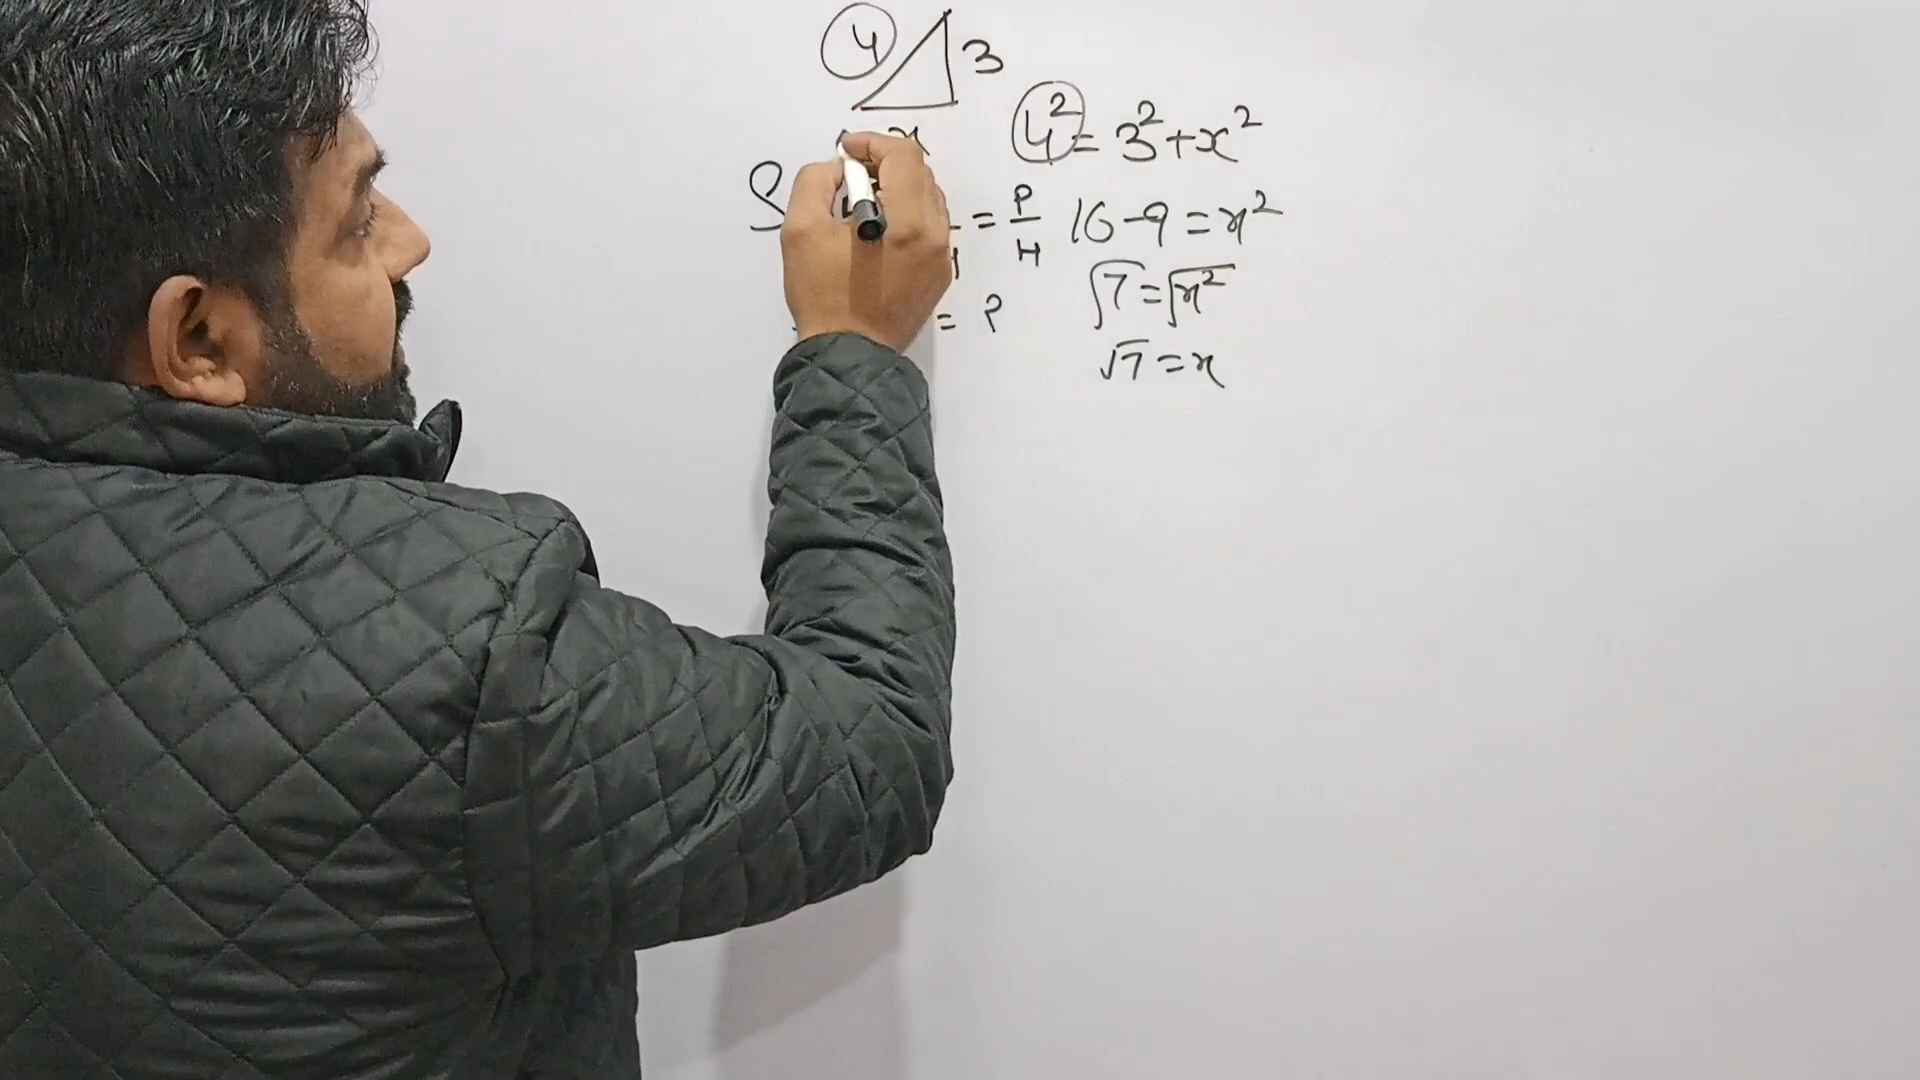 4 3
x
4² = 3² + x²
= P/H
16 - 9 = x²
= ?
√7 = √x²
√7 = x